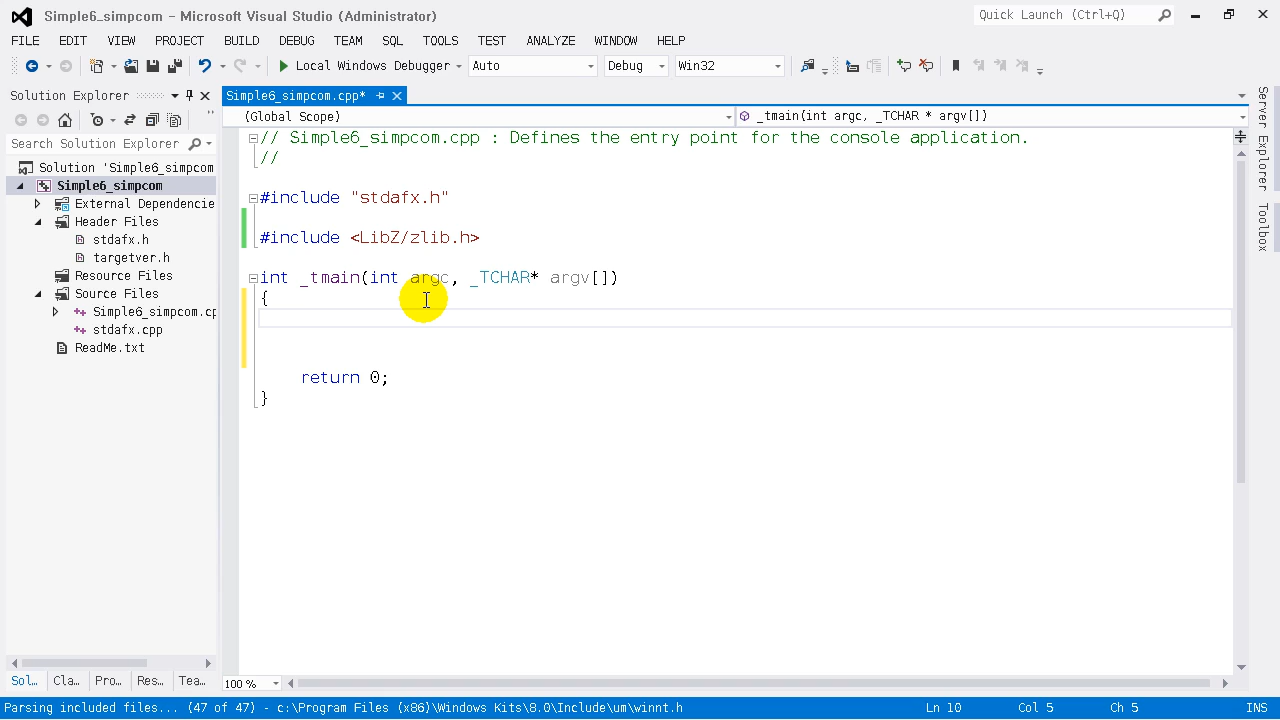 Simple6_simpcom - Microsoft Visual Studio (Administrator)
Quick Launch (Ctrl+Q)
FILE EDIT VIEW PROJECT BUILD DEBUG TEAM SQL TOOLS TEST ANALYZE WINDOW HELP
Local Windows Debugger Auto Debug Win32
Solution Explorer
Simple6_simpcom.cpp*
(Global Scope)
_tmain(int argc, _TCHAR * argv[])
Search Solution Explorer
Solution 'Simple6_simpcom
Simple6_simpcom
External Dependencie
Header Files
stdafx.h
targetver.h
Resource Files
Source Files
Simple6_simpcom.cp
stdafx.cpp
ReadMe.txt
// Simple6_simpcom.cpp : Defines the entry point for the console application.
//
#include "stdafx.h"
#include <LibZ/zlib.h>
int _tmain(int argc, _TCHAR* argv[])
{
return 0;
}
Server Explorer
Toolbox
Sol... Cla... Pro... Res... Tea...
100 %
Parsing included files... (47 of 47) - c:\Program Files (x86)\Windows Kits\8.0\Include\um\winnt.h
Ln 10 Col 5 Ch 5 INS